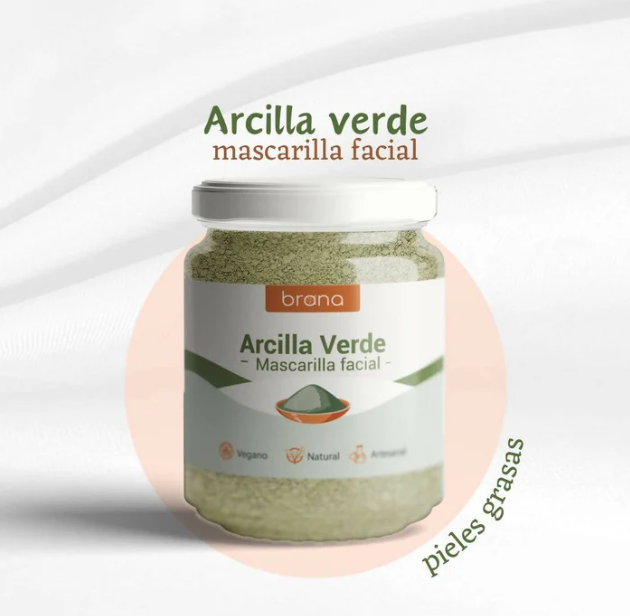 Arcilla verde
mascarilla facial
brana
Arcilla Verde
- Mascarilla facial -
Vegano
Natural
Artesanal
pieles grasas